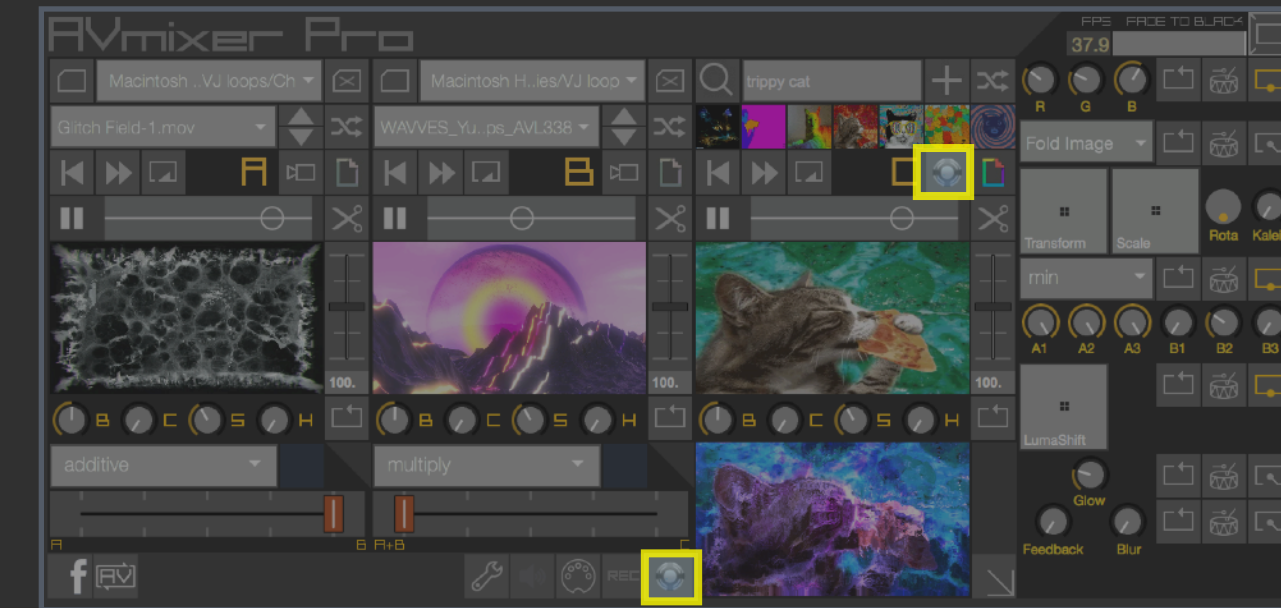 AVmixer Pro
FPS FADE TO BLACK
37.9
Macintosh ..VJ loops/Ch
Macintosh H..ies/VJ loop
trippy cat
R G B
Glitch Field-1.mov
WAVVES_Yu..ps_AVL338
Fold Image
A
B
C
Transform
Scale
Rota
Kalei
min
A1 A2 A3 B1 B2 B3
100.
100.
100.
B C S H
B C S H
B C S H
LumaShift
additive
multiply
Glow
A B
A+B C
Feedback
Blur
f
AV
REC